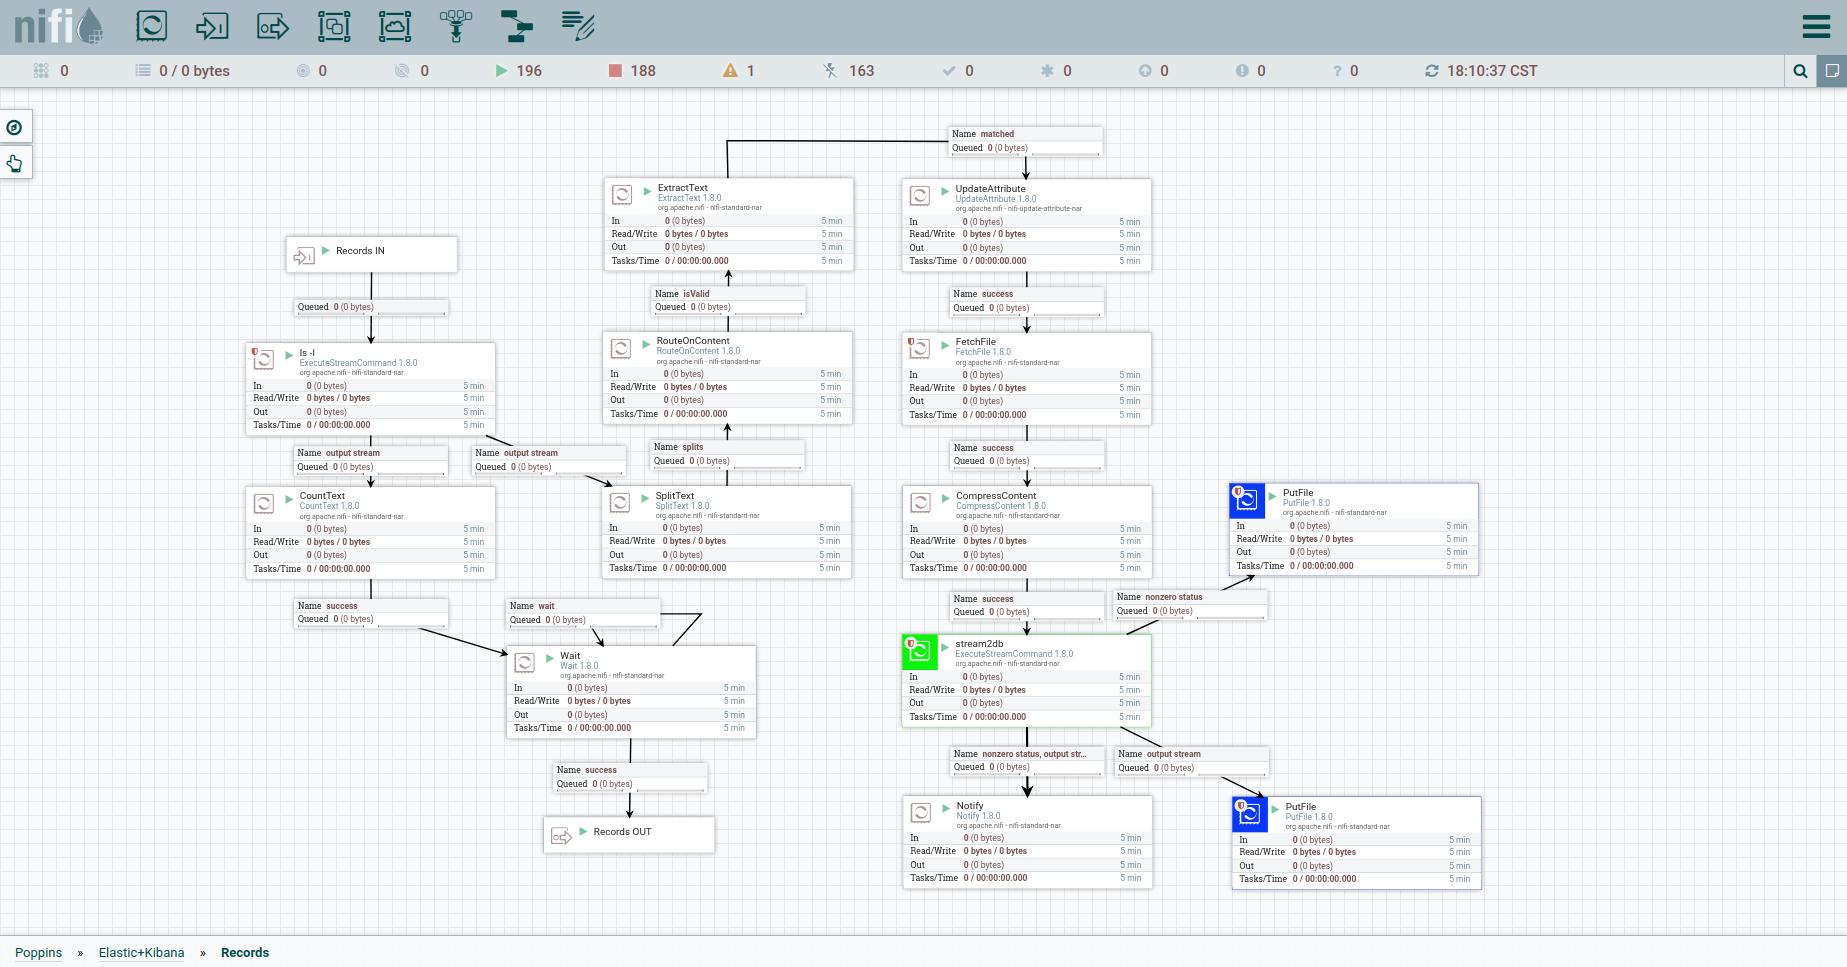 nifi
0
0 / 0 bytes
0
0
196
188
1
163
0
0
0
0
? 0
18:10:37 CST
Records IN
Queued 0 (0 bytes)
ls -l
ExecuteStreamCommand 1.8.0
org.apache.nifi - nifi-standard-nar
In 0 (0 bytes) 5 min
Read/Write 0 bytes / 0 bytes 5 min
Out 0 (0 bytes) 5 min
Tasks/Time 0 / 00:00:00.000 5 min
Name output stream
Queued 0 (0 bytes)
Name output stream
Queued 0 (0 bytes)
CountText
CountText 1.8.0
org.apache.nifi - nifi-standard-nar
In 0 (0 bytes) 5 min
Read/Write 0 bytes / 0 bytes 5 min
Out 0 (0 bytes) 5 min
Tasks/Time 0 / 00:00:00.000 5 min
Name success
Queued 0 (0 bytes)
Name wait
Queued 0 (0 bytes)
Wait
Wait 1.8.0
org.apache.nifi - nifi-standard-nar
In 0 (0 bytes) 5 min
Read/Write 0 bytes / 0 bytes 5 min
Out 0 (0 bytes) 5 min
Tasks/Time 0 / 00:00:00.000 5 min
Name success
Queued 0 (0 bytes)
Records OUT
SplitText
SplitText 1.8.0
org.apache.nifi - nifi-standard-nar
In 0 (0 bytes) 5 min
Read/Write 0 bytes / 0 bytes 5 min
Out 0 (0 bytes) 5 min
Tasks/Time 0 / 00:00:00.000 5 min
Name splits
Queued 0 (0 bytes)
RouteOnContent
RouteOnContent 1.8.0
org.apache.nifi - nifi-standard-nar
In 0 (0 bytes) 5 min
Read/Write 0 bytes / 0 bytes 5 min
Out 0 (0 bytes) 5 min
Tasks/Time 0 / 00:00:00.000 5 min
Name isValid
Queued 0 (0 bytes)
ExtractText
ExtractText 1.8.0
org.apache.nifi - nifi-standard-nar
In 0 (0 bytes) 5 min
Read/Write 0 bytes / 0 bytes 5 min
Out 0 (0 bytes) 5 min
Tasks/Time 0 / 00:00:00.000 5 min
Name matched
Queued 0 (0 bytes)
UpdateAttribute
UpdateAttribute 1.8.0
org.apache.nifi - nifi-update-attribute-nar
In 0 (0 bytes) 5 min
Read/Write 0 bytes / 0 bytes 5 min
Out 0 (0 bytes) 5 min
Tasks/Time 0 / 00:00:00.000 5 min
Name success
Queued 0 (0 bytes)
FetchFile
FetchFile 1.8.0
org.apache.nifi - nifi-standard-nar
In 0 (0 bytes) 5 min
Read/Write 0 bytes / 0 bytes 5 min
Out 0 (0 bytes) 5 min
Tasks/Time 0 / 00:00:00.000 5 min
Name success
Queued 0 (0 bytes)
CompressContent
CompressContent 1.8.0
org.apache.nifi - nifi-standard-nar
In 0 (0 bytes) 5 min
Read/Write 0 bytes / 0 bytes 5 min
Out 0 (0 bytes) 5 min
Tasks/Time 0 / 00:00:00.000 5 min
Name success
Queued 0 (0 bytes)
Name nonzero status
Queued 0 (0 bytes)
PutFile
PutFile 1.8.0
org.apache.nifi - nifi-standard-nar
In 0 (0 bytes) 5 min
Read/Write 0 bytes / 0 bytes 5 min
Out 0 (0 bytes) 5 min
Tasks/Time 0 / 00:00:00.000 5 min
stream2db
ExecuteStreamCommand 1.8.0
org.apache.nifi - nifi-standard-nar
In 0 (0 bytes) 5 min
Read/Write 0 bytes / 0 bytes 5 min
Out 0 (0 bytes) 5 min
Tasks/Time 0 / 00:00:00.000 5 min
Name nonzero status, output str...
Queued 0 (0 bytes)
Name output stream
Queued 0 (0 bytes)
Notify
Notify 1.8.0
org.apache.nifi - nifi-standard-nar
In 0 (0 bytes) 5 min
Read/Write 0 bytes / 0 bytes 5 min
Out 0 (0 bytes) 5 min
Tasks/Time 0 / 00:00:00.000 5 min
PutFile
PutFile 1.8.0
org.apache.nifi - nifi-standard-nar
In 0 (0 bytes) 5 min
Read/Write 0 bytes / 0 bytes 5 min
Out 0 (0 bytes) 5 min
Tasks/Time 0 / 00:00:00.000 5 min
Poppins » Elastic+Kibana » Records